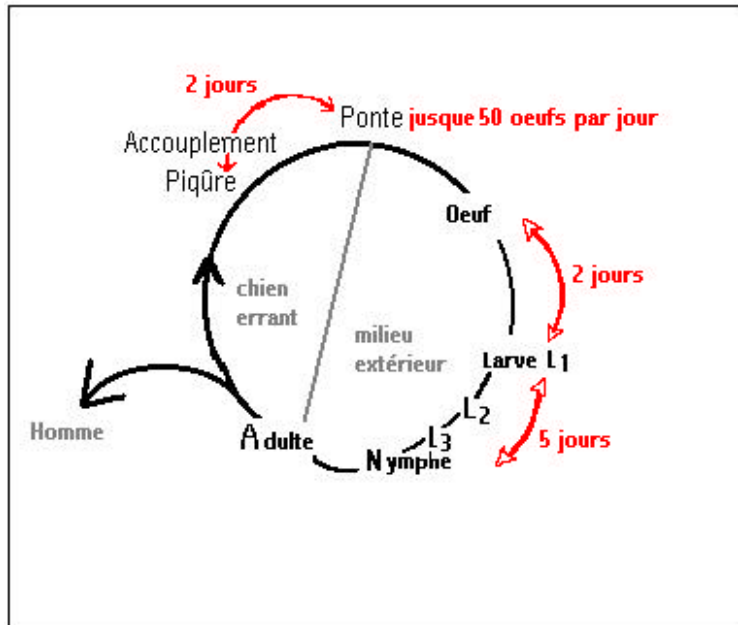 2 jours
Ponte jusque 50 oeufs par jour
Accouplement
Piqûre
Oeuf
2 jours
chien
errant
milieu
extérieur
Larve L1
L2
L3
5 jours
Homme
Adulte
Nymphe